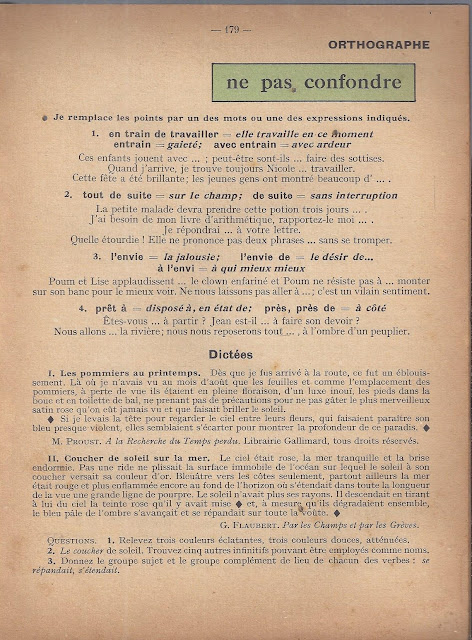 — 179 —
ORTHOGRAPHE
ne pas confondre
Je remplace les points par un des mots ou une des expressions indiqués.
1. en train de travailler = elle travaille en ce moment
entrain = gaieté; avec entrain = avec ardeur
Ces enfants jouent avec ... ; peut-être sont-ils ... faire des sottises.
Quand j'arrive, je trouve toujours Nicole ... travailler.
Cette fête a été brillante; les jeunes gens ont montré beaucoup d' ... .
2. tout de suite = sur le champ; de suite = sans interruption
La petite malade devra prendre cette potion trois jours ... .
J'ai besoin de mon livre d'arithmétique, rapportez-le moi ... .
Je répondrai ... à votre lettre.
Quelle étourdie ! Elle ne prononce pas deux phrases ... sans se tromper.
3. l'envie = la jalousie; l'envie de = le désir de...
à l'envi = à qui mieux mieux
Poum et Lise applaudissent ... le clown enfariné et Poum ne résiste pas à ... monter
sur son banc pour le mieux voir. Ne nous laissons pas aller à ... ; c'est un vilain sentiment.
4. prêt à = disposé à, en état de; près, près de = à côté
Êtes-vous ... à partir ? Jean est-il ... à faire son devoir ?
Nous allons ... la rivière; nous nous reposerons tout ... , à l'ombre d'un peuplier.
Dictées
I. Les pommiers au printemps. Dès que je fus arrivé à la route, ce fut un éblouis-
sement. Là où je n'avais vu au mois d'août que les feuilles et comme l'emplacement des
pommiers, à perte de vue ils étaient en pleine floraison, d'un luxe inouï, les pieds dans la
boue et en toilette de bal, ne prenant pas de précautions pour ne pas gâter le plus merveilleux
satin rose qu'on eût jamais vu et que faisait briller le soleil.
◆ Si je levais la tête pour regarder le ciel entre leurs fleurs, qui faisaient paraître son
bleu presque violent, elles semblaient s'écarter pour montrer la profondeur de ce paradis. ◆
M. PROUST. A la Recherche du Temps perdu. Librairie Gallimard, tous droits réservés.
II. Coucher de soleil sur la mer. Le ciel était rose, la mer tranquille et la brise
endormie. Pas une ride ne plissait la surface immobile de l'océan sur lequel le soleil à son
coucher versait sa couleur d'or. Bleuâtre vers les côtes seulement, partout ailleurs la mer
était rouge et plus enflammée encore au fond de l'horizon où s'étendait dans toute la longueur
de la vue une grande ligne de pourpre. Le soleil n'avait plus ses rayons. Il descendait en tirant
à lui du ciel la teinte rose qu'il y avait mise ◆ et, à mesure qu'ils dégradaient ensemble,
le bleu pâle de l'ombre s'avançait et se répandait sur toute la voûte. ◆
G. FLAUBERT. Par les Champs et par les Grèves.
QUESTIONS. 1. Relevez trois couleurs éclatantes, trois couleurs douces, atténuées.
2. Le coucher de soleil. Trouvez cinq autres infinitifs pouvant être employés comme noms.
3. Donnez le groupe sujet et le groupe complément de lieu de chacun des verbes : se
répandait, s'étendait.